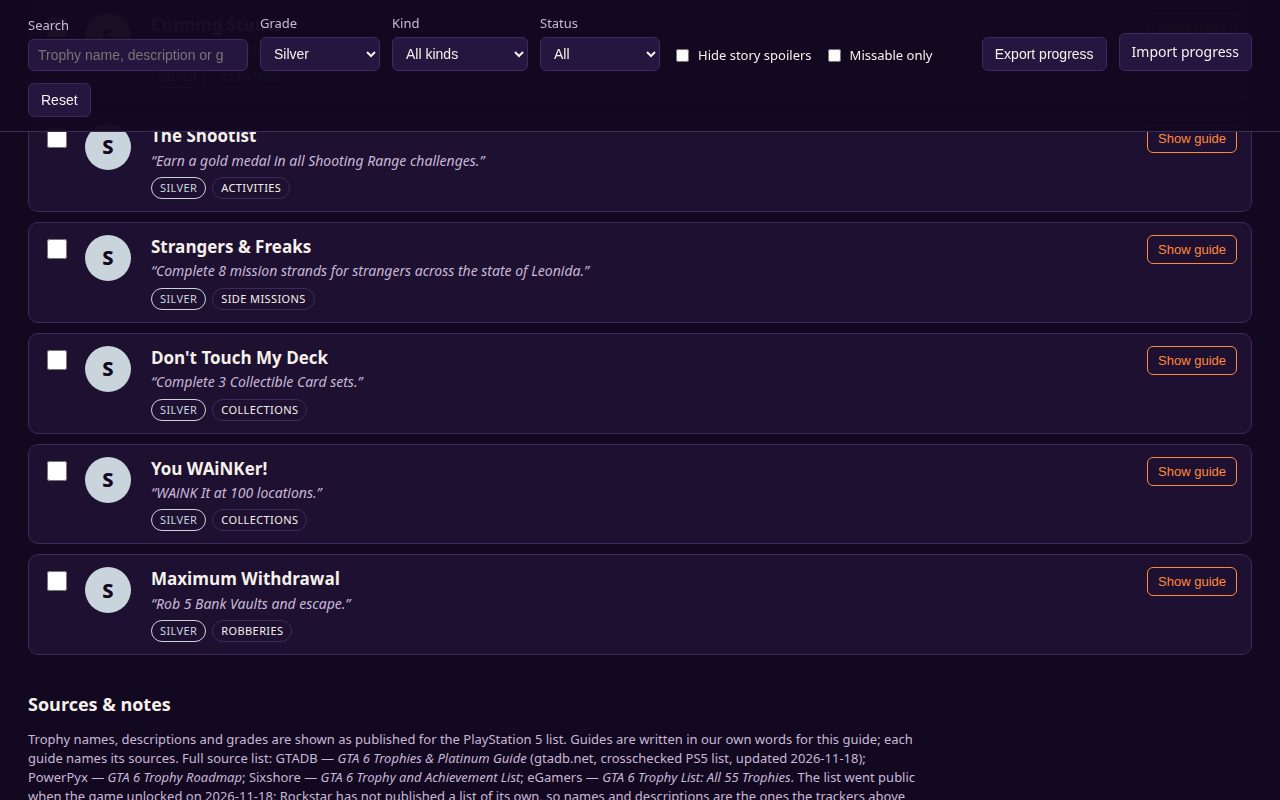 Search
Grade
Kind
Status
Cunning Stu
Show guide
Trophy name, description or g
Silver
All kinds
All
Hide story spoilers
Missable only
Export progress
Import progress
SILVER
ACTIVITIES
Reset
S
The Shootist
Show guide
“Earn a gold medal in all Shooting Range challenges.”
SILVER
ACTIVITIES
S
Strangers & Freaks
Show guide
“Complete 8 mission strands for strangers across the state of Leonida.”
SILVER
SIDE MISSIONS
S
Don't Touch My Deck
Show guide
“Complete 3 Collectible Card sets.”
SILVER
COLLECTIONS
S
You WAiNKer!
Show guide
“WAiNK It at 100 locations.”
SILVER
COLLECTIONS
S
Maximum Withdrawal
Show guide
“Rob 5 Bank Vaults and escape.”
SILVER
ROBBERIES
Sources & notes
Trophy names, descriptions and grades are shown as published for the PlayStation 5 list. Guides are written in our own words for this guide; each
guide names its sources. Full source list: GTADB — GTA 6 Trophies & Platinum Guide (gtadb.net, crosschecked PS5 list, updated 2026-11-18);
PowerPyx — GTA 6 Trophy Roadmap; Sixshore — GTA 6 Trophy and Achievement List; eGamers — GTA 6 Trophy List: All 55 Trophies. The list went public
when the game unlocked on 2026-11-18; Rockstar has not published a list of its own, so names and descriptions are the ones the trackers above